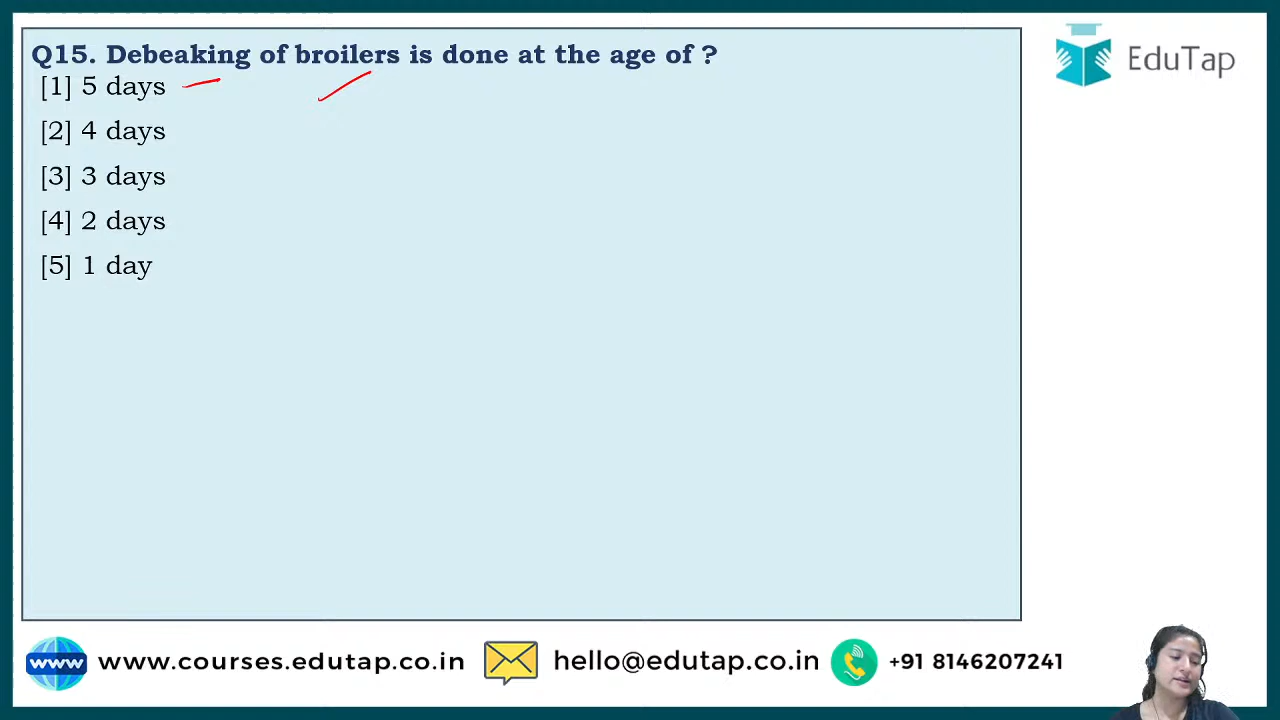 Q15. Debeaking of broilers is done at the age of ?
[1] 5 days
[2] 4 days
[3] 3 days
[4] 2 days
[5] 1 day
EduTap
www www.courses.edutap.co.in hello@edutap.co.in +91 8146207241